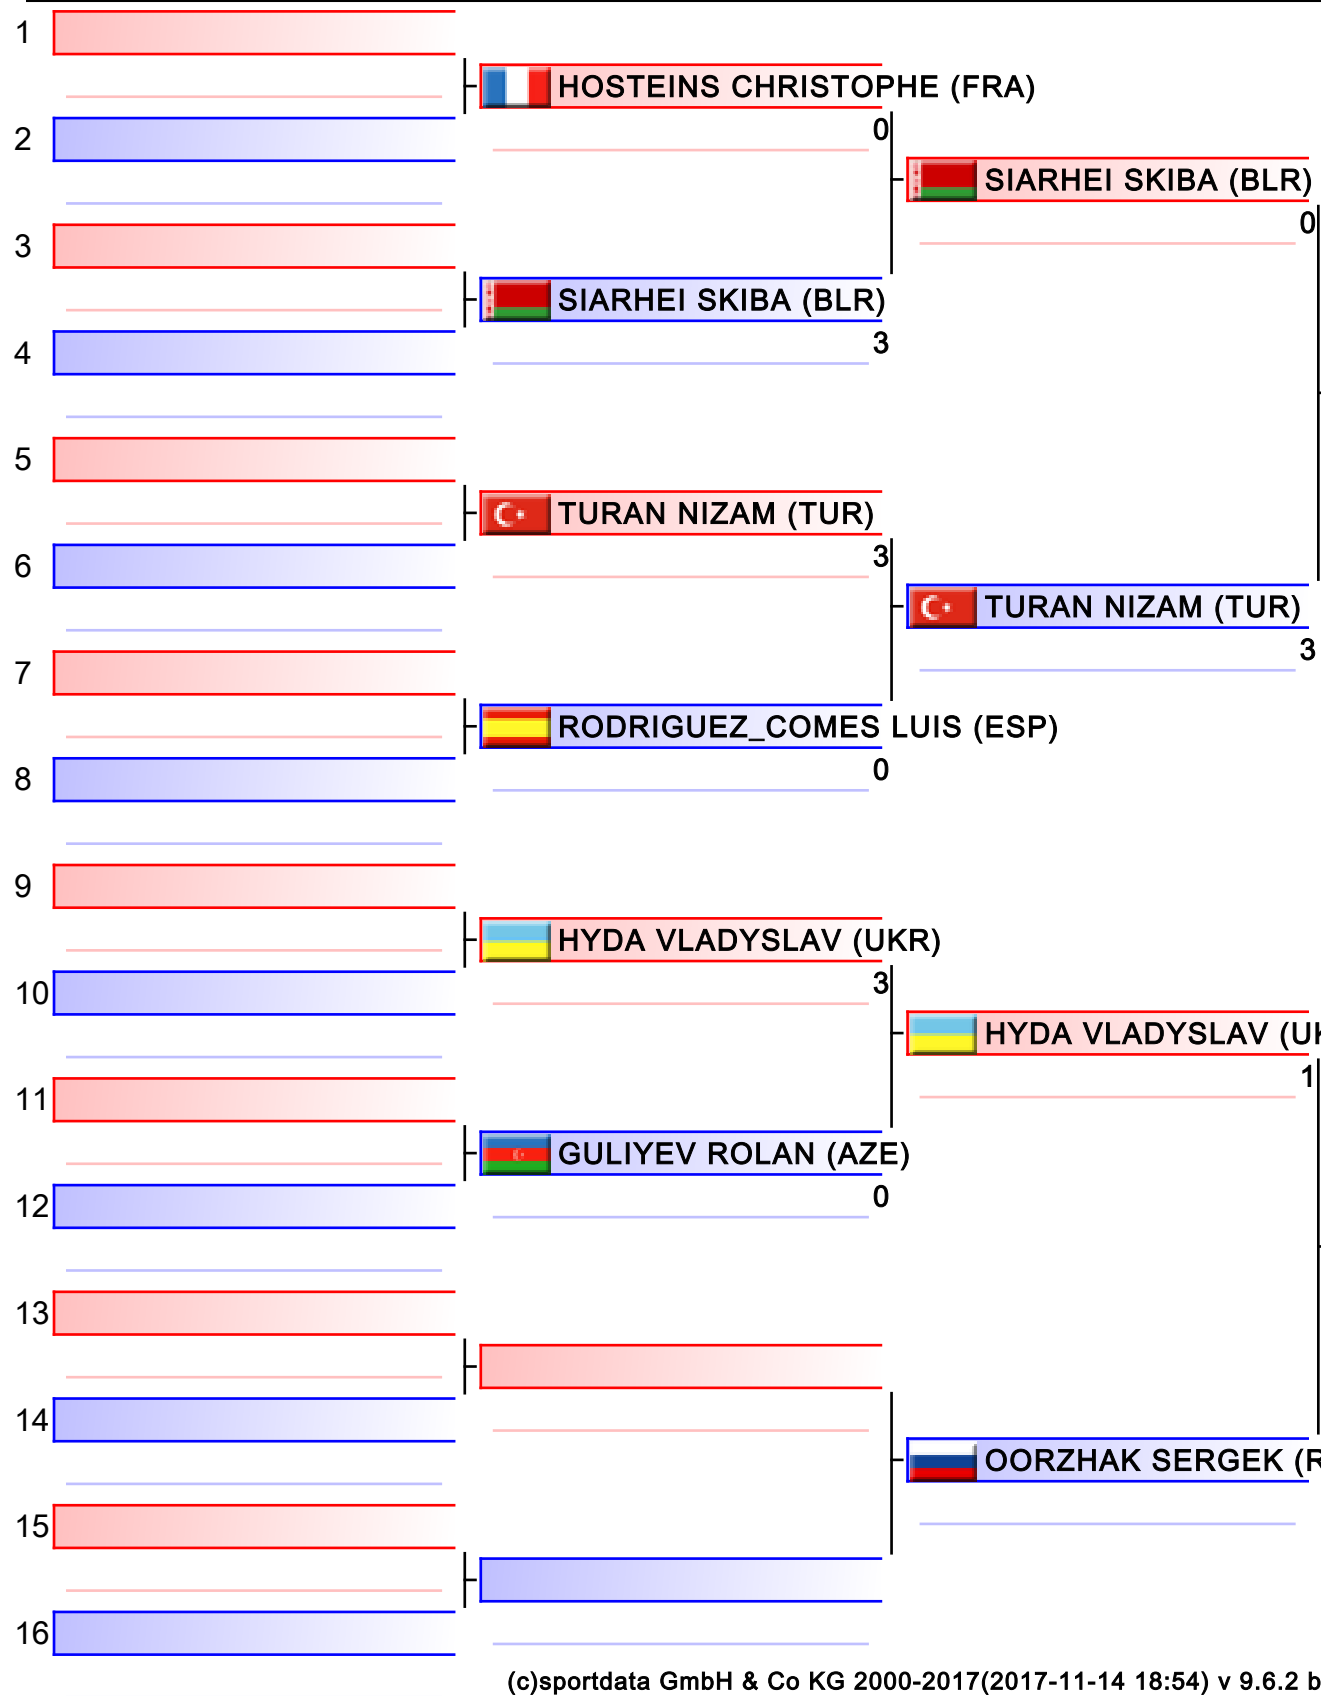 1
HOSTEINS CHRISTOPHE (FRA)
0
2
SIARHEI SKIBA (BLR)
0
3
SIARHEI SKIBA (BLR)
3
4
5
TURAN NIZAM (TUR)
3
6
TURAN NIZAM (TUR)
3
7
RODRIGUEZ_COMES LUIS (ESP)
0
8
9
HYDA VLADYSLAV (UKR)
3
10
HYDA VLADYSLAV
1
11
GULIYEV ROLAN (AZE)
0
12
13
14
OORZHAK SERGEK
15
16
(c)sportdata GmbH & Co KG 2000-2017(2017-11-14 18:54) v 9.6.2 b